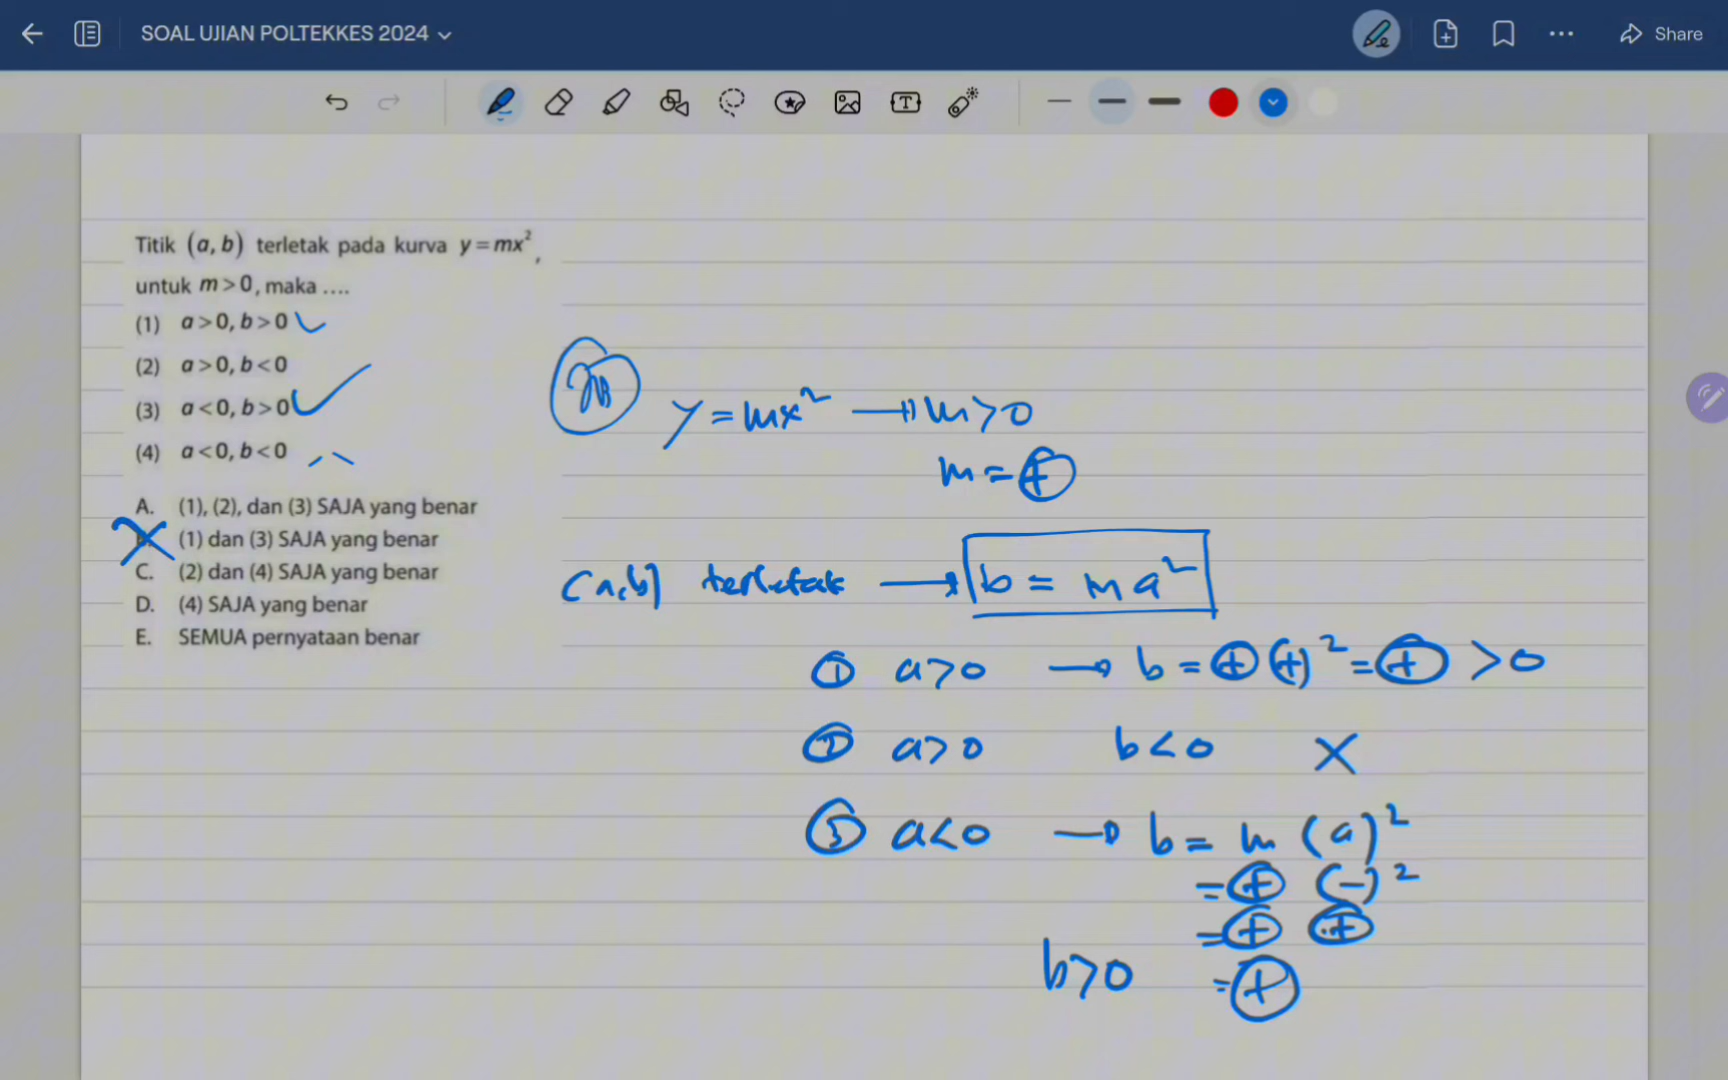 SOAL UJIAN POLTEKKES 2024
Share
Titik (a, b) terletak pada kurva y = mx²,
untuk m > 0, maka ....
(1) a > 0, b > 0
(2) a > 0, b < 0
(3) a < 0, b > 0
(4) a < 0, b < 0
A. (1), (2), dan (3) SAJA yang benar
(1) dan (3) SAJA yang benar
C. (2) dan (4) SAJA yang benar
D. (4) SAJA yang benar
E. SEMUA pernyataan benar
y = mx² → m > 0
m = +
(a,b) terletak → b = ma²
1 a > 0 → b = + (+)² = + > 0
2 a > 0 b < 0 X
3 a < 0 → b = m (a)²
= + (-)²
= + +
b > 0 = +